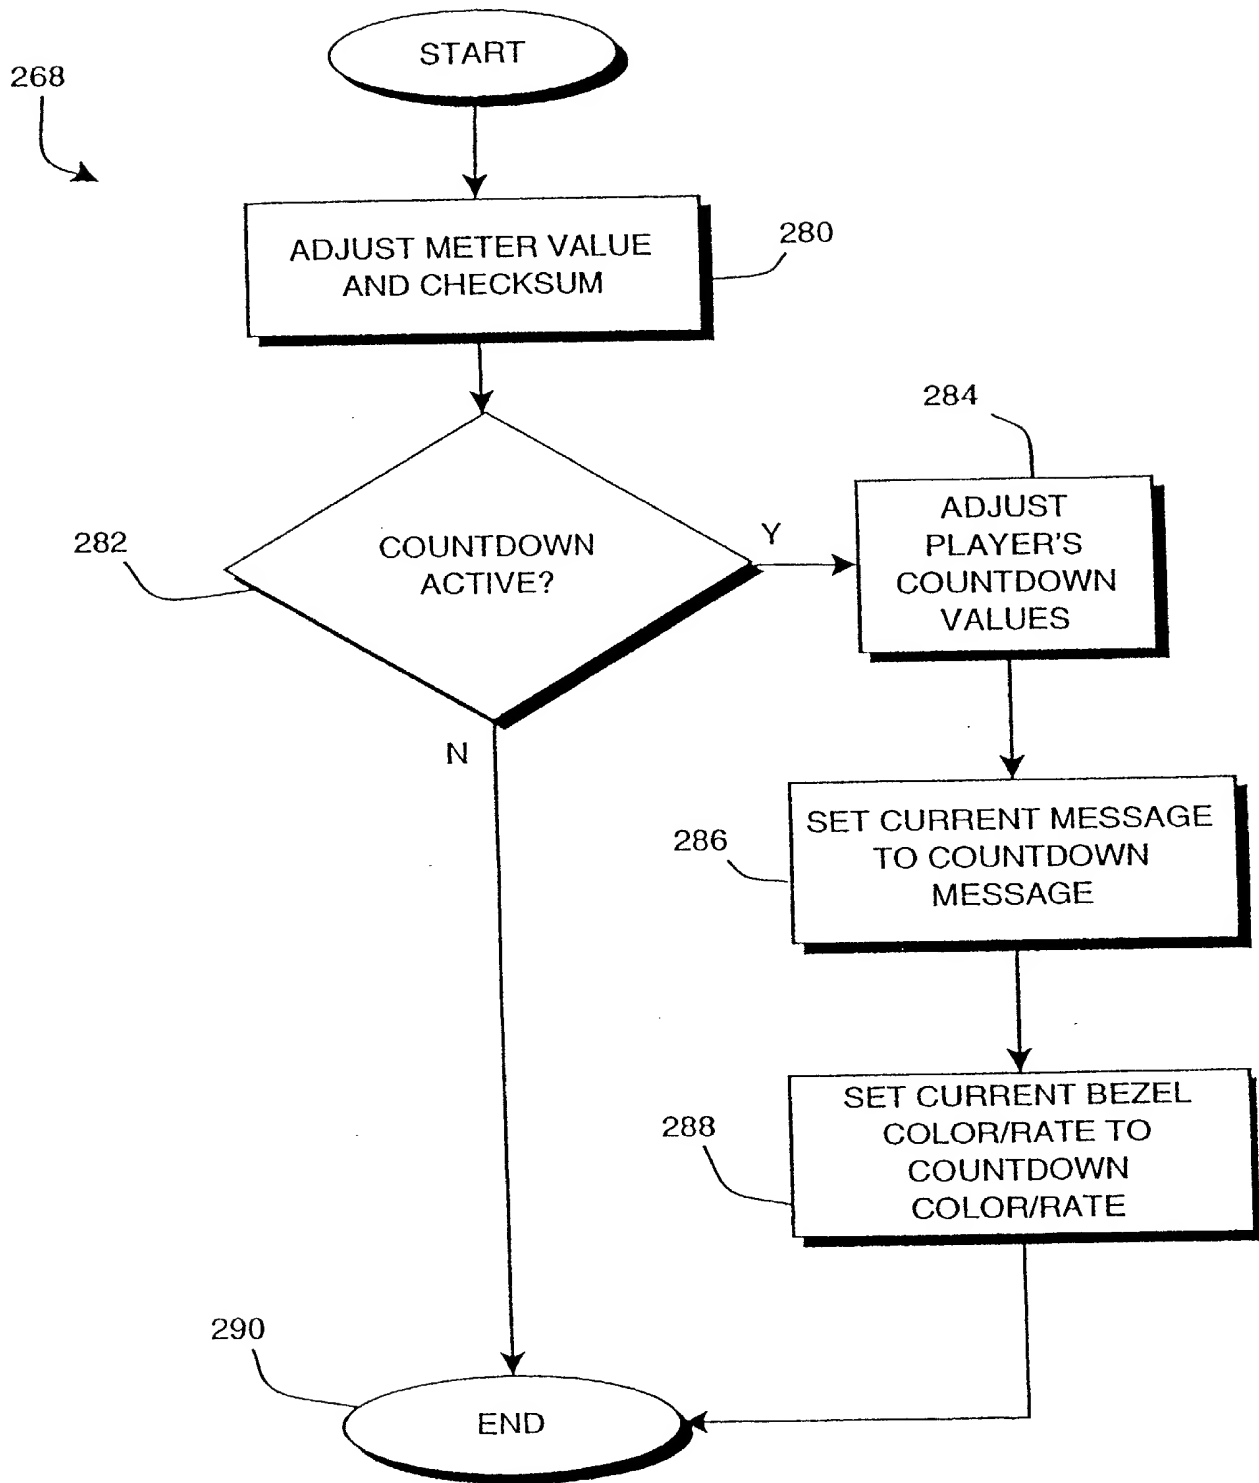 START
268
ADJUST METER VALUE
AND CHECKSUM
280
284
282
COUNTDOWN
ACTIVE?
Y
ADJUST
PLAYER'S
COUNTDOWN
VALUES
N
286
SET CURRENT MESSAGE
TO COUNTDOWN
MESSAGE
288
SET CURRENT BEZEL
COLOR/RATE TO
COUNTDOWN
COLOR/RATE
290
END